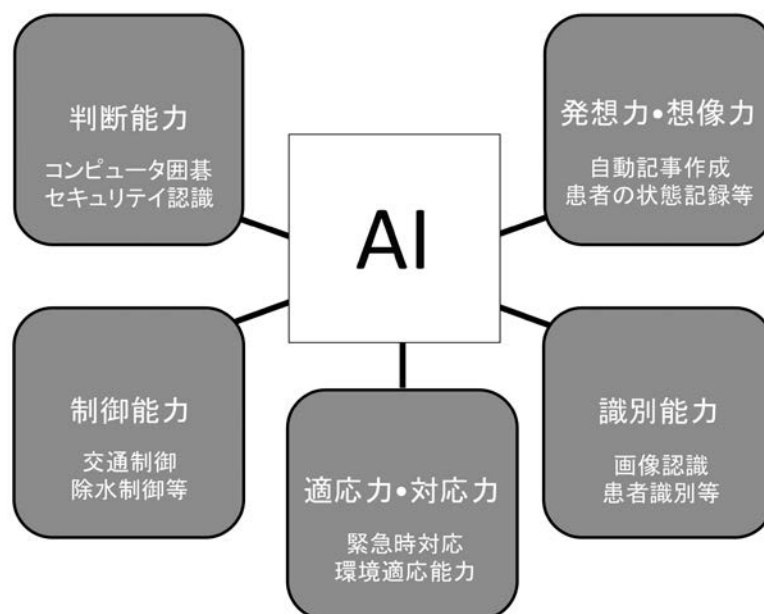 判断能力
コンピュータ囲碁
セキュリテイ認識
発想力•想像力
自動記事作成
患者の状態記録等
AI
制御能力
交通制御
除水制御等
適応力•対応力
緊急時対応
環境適応能力
識別能力
画像認識
患者識別等